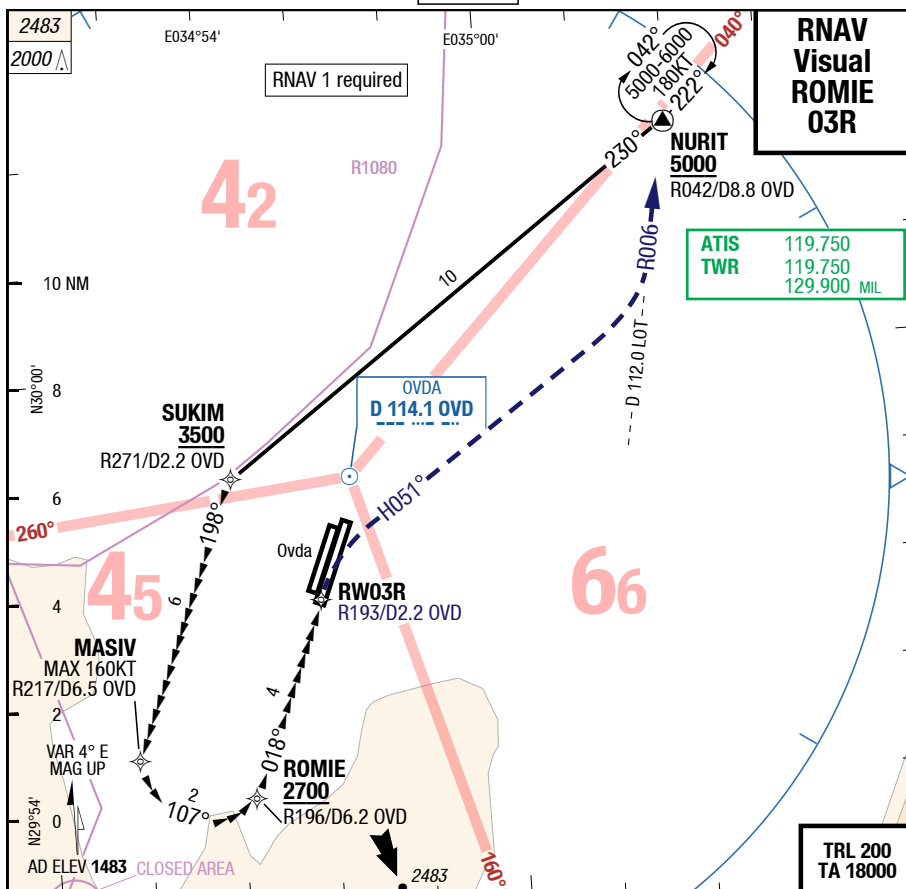 2483
2000
E034°54'
E035°00'
RNAV 1 required
RNAV
Visual
ROMIE
03R
040°
042°
5000-6000
180KT
222°
230°
NURIT
5000
R042/D8.8 OVD
R1080
42
R006
ATIS 119.750
TWR 119.750
129.900 MIL
10
10 NM
D 112.0 LOT
8
N30°00'
OVDA
D 114.1 OVD
SUKIM
3500
R271/D2.2 OVD
6
260°
198°
H051°
Ovda
45
66
6
RW03R
R193/D2.2 OVD
4
MASIV
MAX 160KT
R217/D6.5 OVD
4
018°
2
VAR 4° E
MAG UP
ROMIE
2700
R196/D6.2 OVD
2
107°
N29°54'
0
AD ELEV 1483
CLOSED AREA
2483
160°
TRL 200
TA 18000